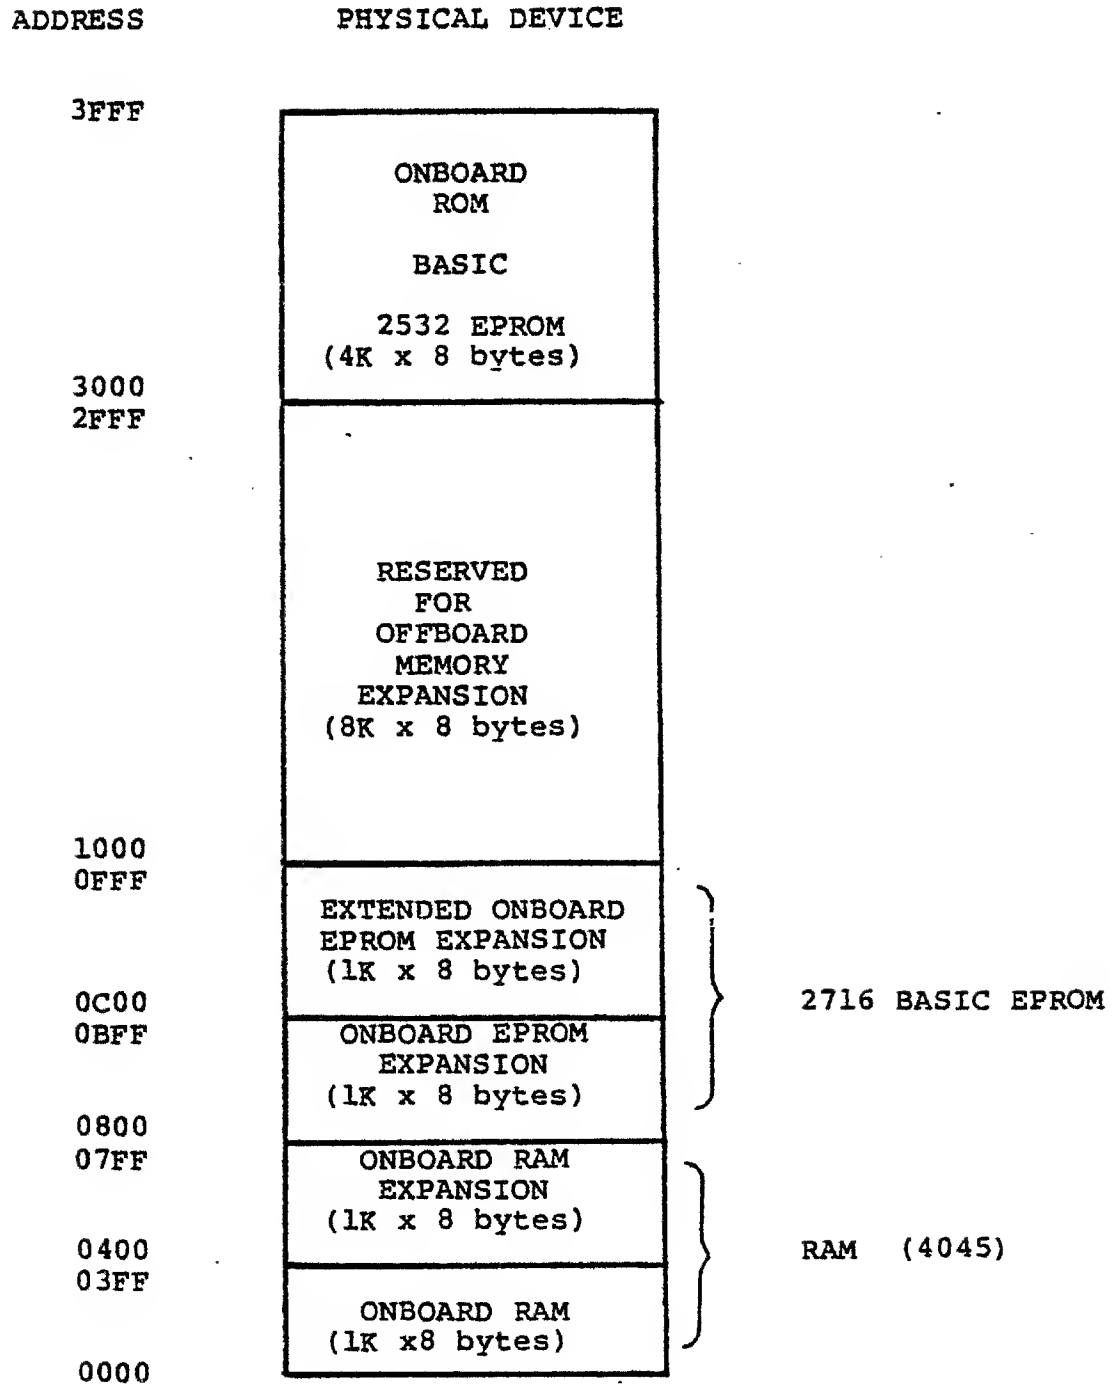 ADDRESS PHYSICAL DEVICE
3FFF
ONBOARD
ROM
BASIC
2532 EPROM
(4K x 8 bytes)
3000
2FFF
RESERVED
FOR
OFFBOARD
MEMORY
EXPANSION
(8K x 8 bytes)
1000
0FFF
EXTENDED ONBOARD
EPROM EXPANSION
(1K x 8 bytes)
0C00 2716 BASIC EPROM
0BFF ONBOARD EPROM
EXPANSION
(1K x 8 bytes)
0800
07FF ONBOARD RAM
EXPANSION
(1K x 8 bytes)
0400 RAM (4045)
03FF
ONBOARD RAM
(1K x8 bytes)
0000